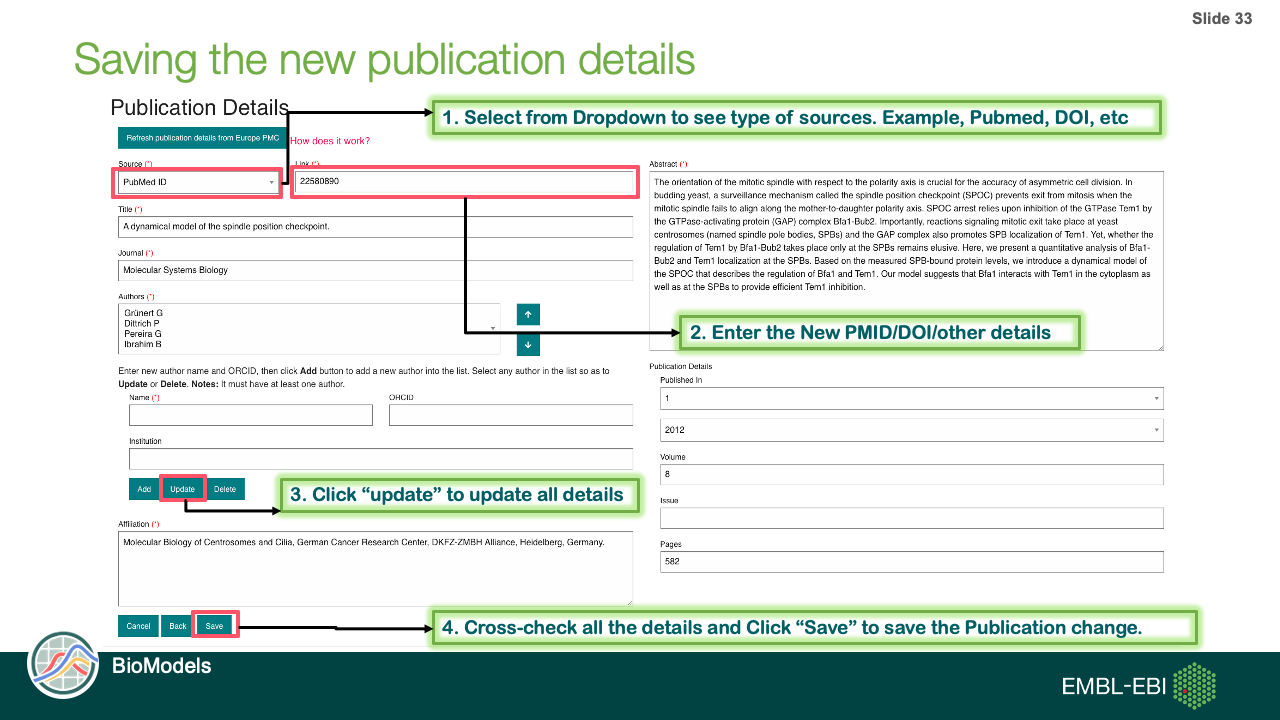 Slide 33
Saving the new publication details
Publication Details
1. Select from Dropdown to see type of sources. Example, Pubmed, DOI, etc
Refresh publication details from Europe PMC
How does it work?
Source (*)
Link (*)
PubMed ID
22580890
Title (*)
A dynamical model of the spindle position checkpoint.
Journal (*)
Molecular Systems Biology
Authors (*)
Grünert G
Dittrich P
Pereira G
Ibrahim B
Enter new author name and ORCID, then click Add button to add a new author into the list. Select any author in the list so as to
Update or Delete. Notes: It must have at least one author.
Name (*)
ORCID
Institution
Add
Update
Delete
3. Click “update” to update all details
Affiliation (*)
Molecular Biology of Centrosomes and Cilia, German Cancer Research Center, DKFZ-ZMBH Alliance, Heidelberg, Germany.
Cancel
Back
Save
Abstract (*)
The orientation of the mitotic spindle with respect to the polarity axis is crucial for the accuracy of asymmetric cell division. In
budding yeast, a surveillance mechanism called the spindle position checkpoint (SPOC) prevents exit from mitosis when the
mitotic spindle fails to align along the mother-to-daughter polarity axis. SPOC arrest relies upon inhibition of the GTPase Tem1 by
the GTPase-activating protein (GAP) complex Bfa1-Bub2. Importantly, reactions signaling mitotic exit take place at yeast
centrosomes (named spindle pole bodies, SPBs) and the GAP complex also promotes SPB localization of Tem1. Yet, whether the
regulation of Tem1 by Bfa1-Bub2 takes place only at the SPBs remains elusive. Here, we present a quantitative analysis of Bfa1-
Bub2 and Tem1 localization at the SPBs. Based on the measured SPB-bound protein levels, we introduce a dynamical model of
the SPOC that describes the regulation of Bfa1 and Tem1. Our model suggests that Bfa1 interacts with Tem1 in the cytoplasm as
well as at the SPBs to provide efficient Tem1 inhibition.
2. Enter the New PMID/DOI/other details
Publication Details
Published In
1
2012
Volume
8
Issue
Pages
582
4. Cross-check all the details and Click “Save” to save the Publication change.
BioModels
EMBL-EBI